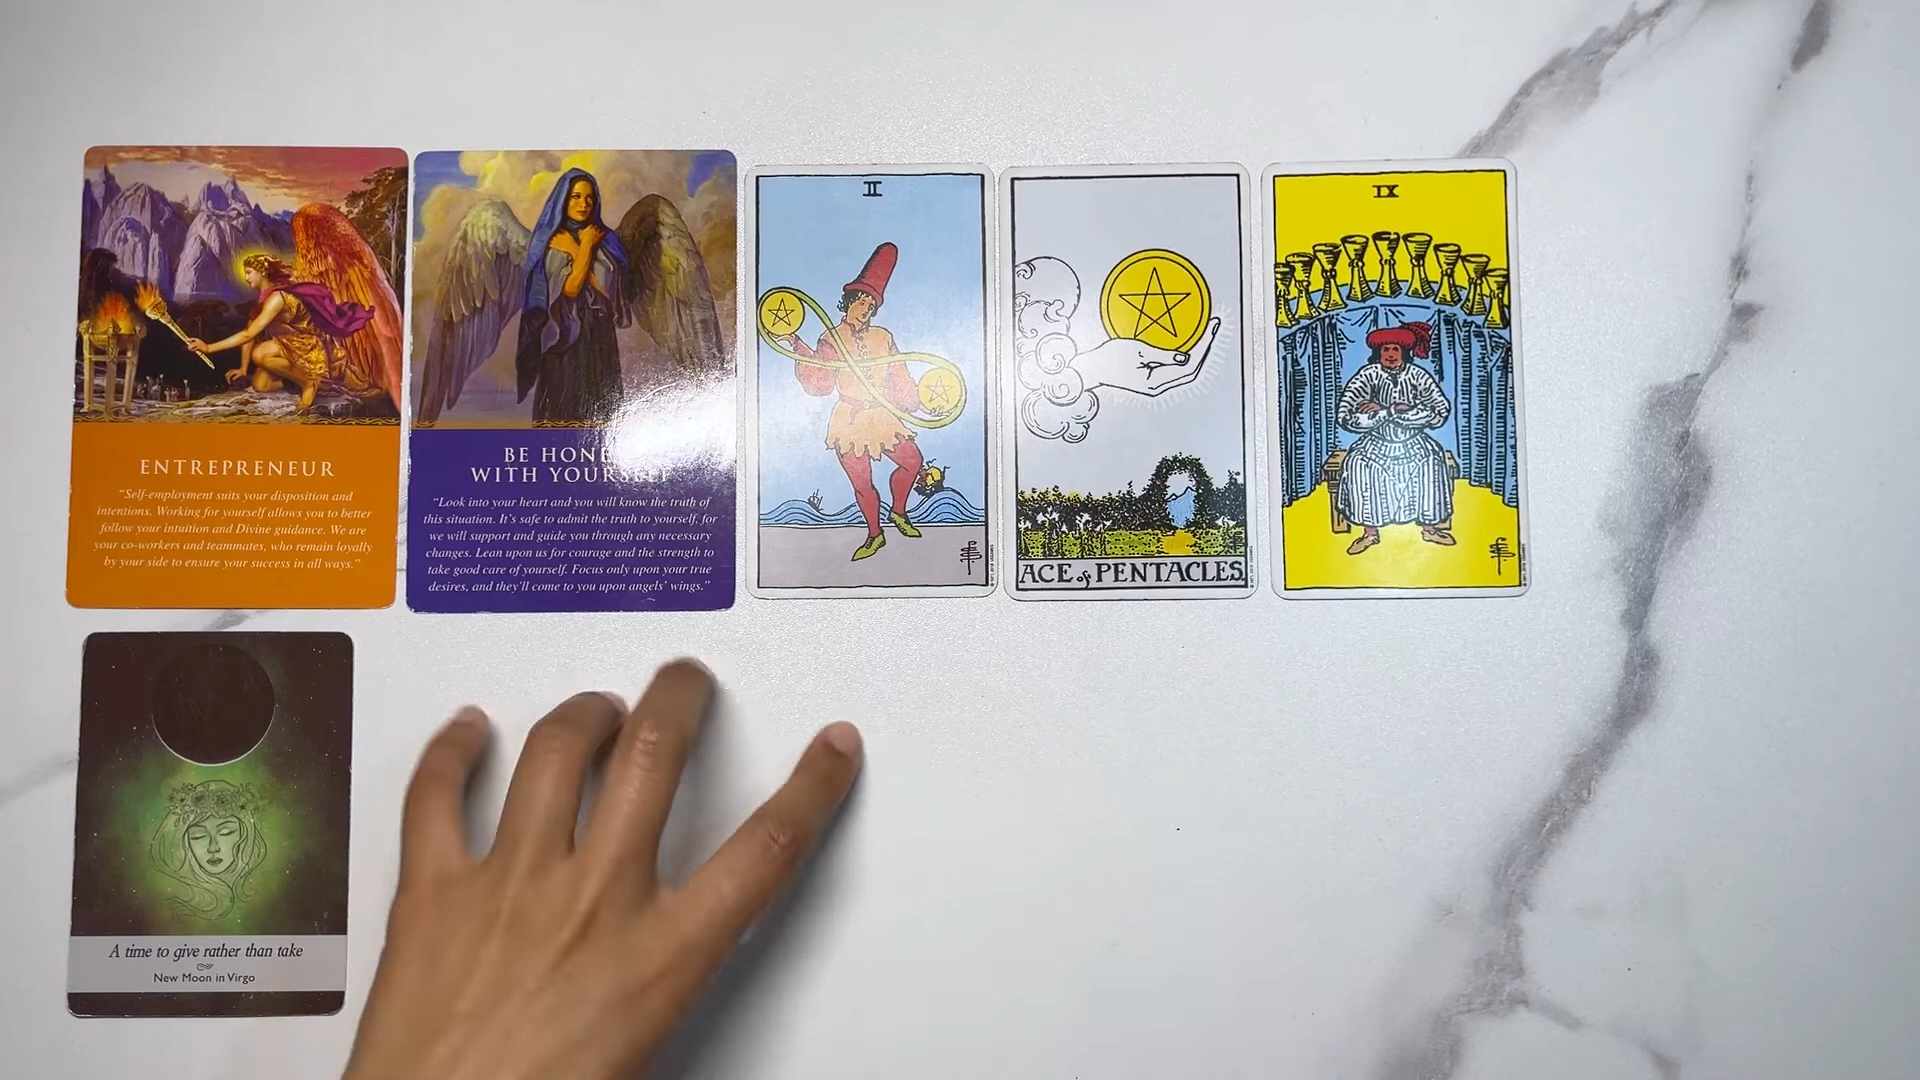 ENTREPRENEUR
"Self-employment suits your disposition and
intentions. Working for yourself allows you to better
follow your intuition and Divine guidance. We are
your co-workers and teammates, who remain loyally
by your side to ensure your success in all ways."
BE HONE
WITH YOURSELF
"Look into your heart and you will know the truth of
this situation. It's safe to admit the truth to yourself, for
we will support and guide you through any necessary
changes. Lean upon us for courage and the strength to
take good care of yourself. Focus only upon your true
desires, and they'll come to you upon angels' wings."
II
ACE of PENTACLES
IX
A time to give rather than take
New Moon in Virgo